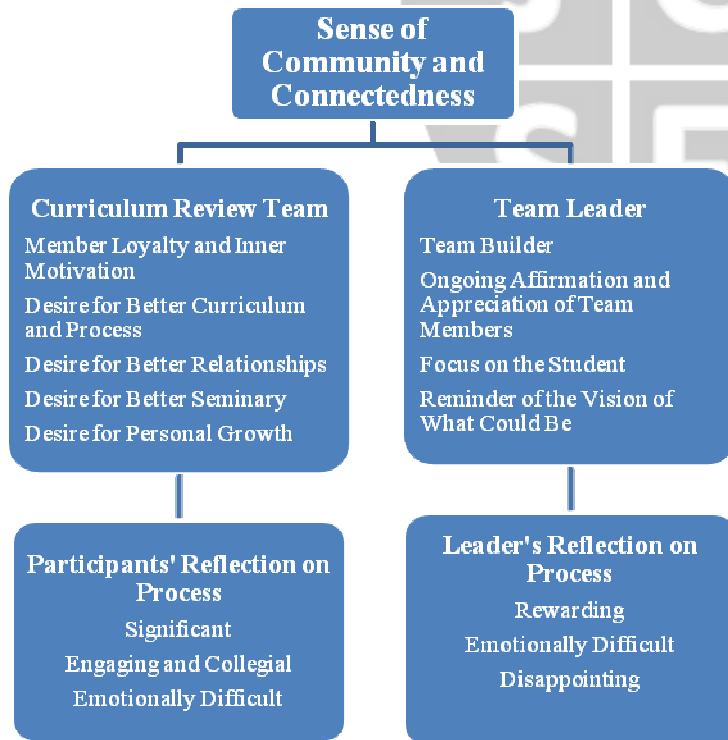 Sense of
Community and
Connectedness
Curriculum Review Team
Member Loyalty and Inner
Motivation
Desire for Better Curriculum
and Process
Desire for Better Relationships
Desire for Better Seminary
Desire for Personal Growth
Team Leader
Team Builder
Ongoing Affirmation and
Appreciation of Team
Members
Focus on the Student
Reminder of the Vision of
What Could Be
Participants' Reflection on
Process
Significant
Engaging and Collegial
Emotionally Difficult
Leader's Reflection on
Process
Rewarding
Emotionally Difficult
Disappointing